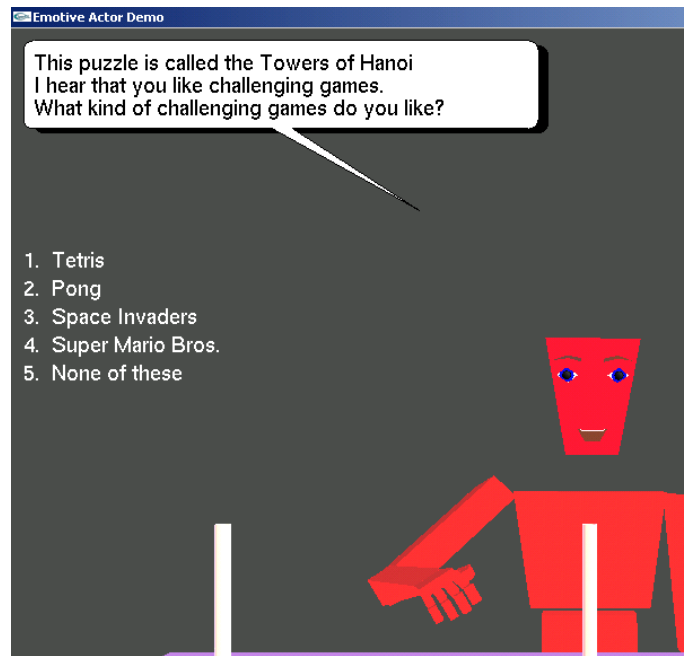 Emotive Actor Demo
This puzzle is called the Towers of Hanoi
I hear that you like challenging games.
What kind of challenging games do you like?
1. Tetris
2. Pong
3. Space Invaders
4. Super Mario Bros.
5. None of these